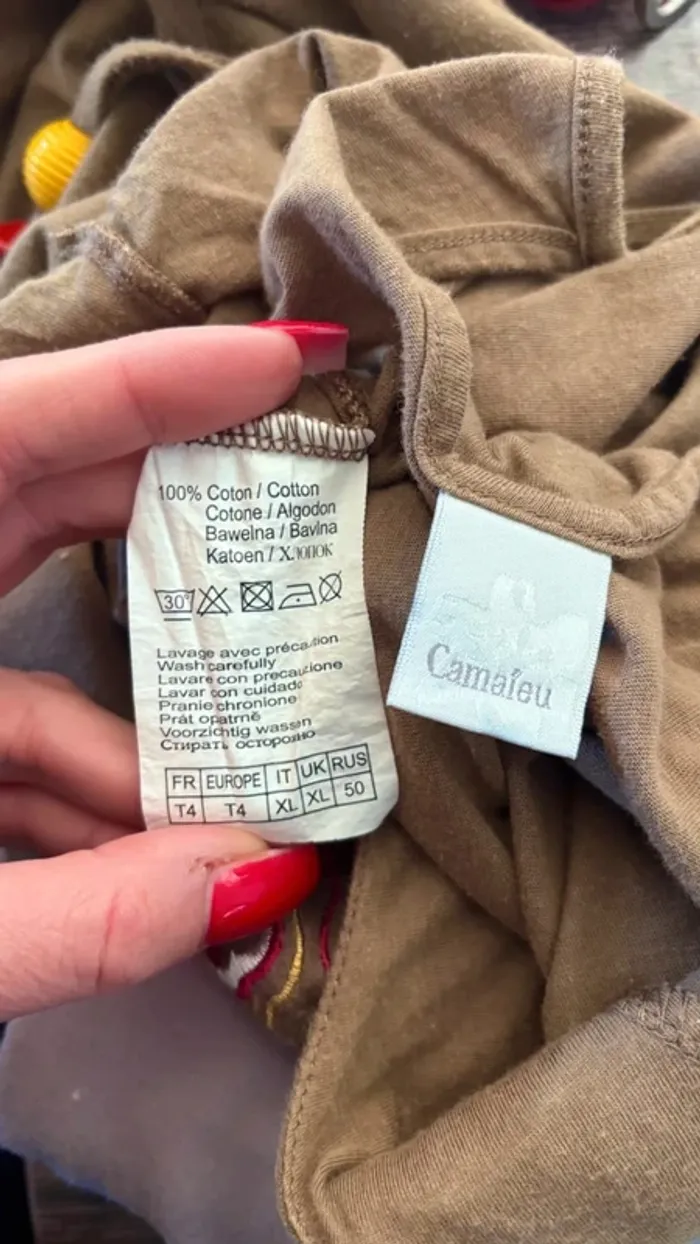 100% Coton / Cotton
Cotone / Algodon
Bawelna / Bavlna
Katoen / Хлопок
30°
Lavage avec précaution
Wash carefully
Lavare con precauzione
Lavar con cuidado
Pranie chronione
Prát opatrně
Voorzichtig wassen
Стирать осторожно
FR EUROPE IT UK RUS
T4 T4 XL XL 50
Camaïeu